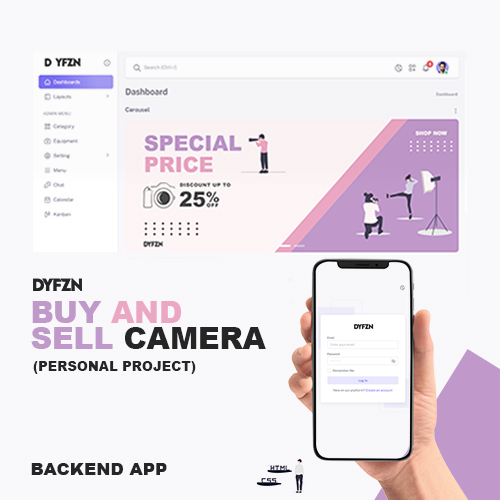 D YFZN
Search (Ctrl+/)
Dashboards
Layouts
Dashboard
Dashboard
Carousel
ADMIN MENU
Category
Equipment
Setting
Menu
Chat
Calendar
Kanban
SPECIAL
PRICE
SHOP NOW
DISCOUNT UP TO
25%
OFF
DYFZN
DYFZN
BUY AND
SELL CAMERA
(PERSONAL PROJECT)
DYFZN
Email
Enter your email
Password
Remember Me
Log in
New on our platform? Create an account
BACKEND APP
HTML
CSS